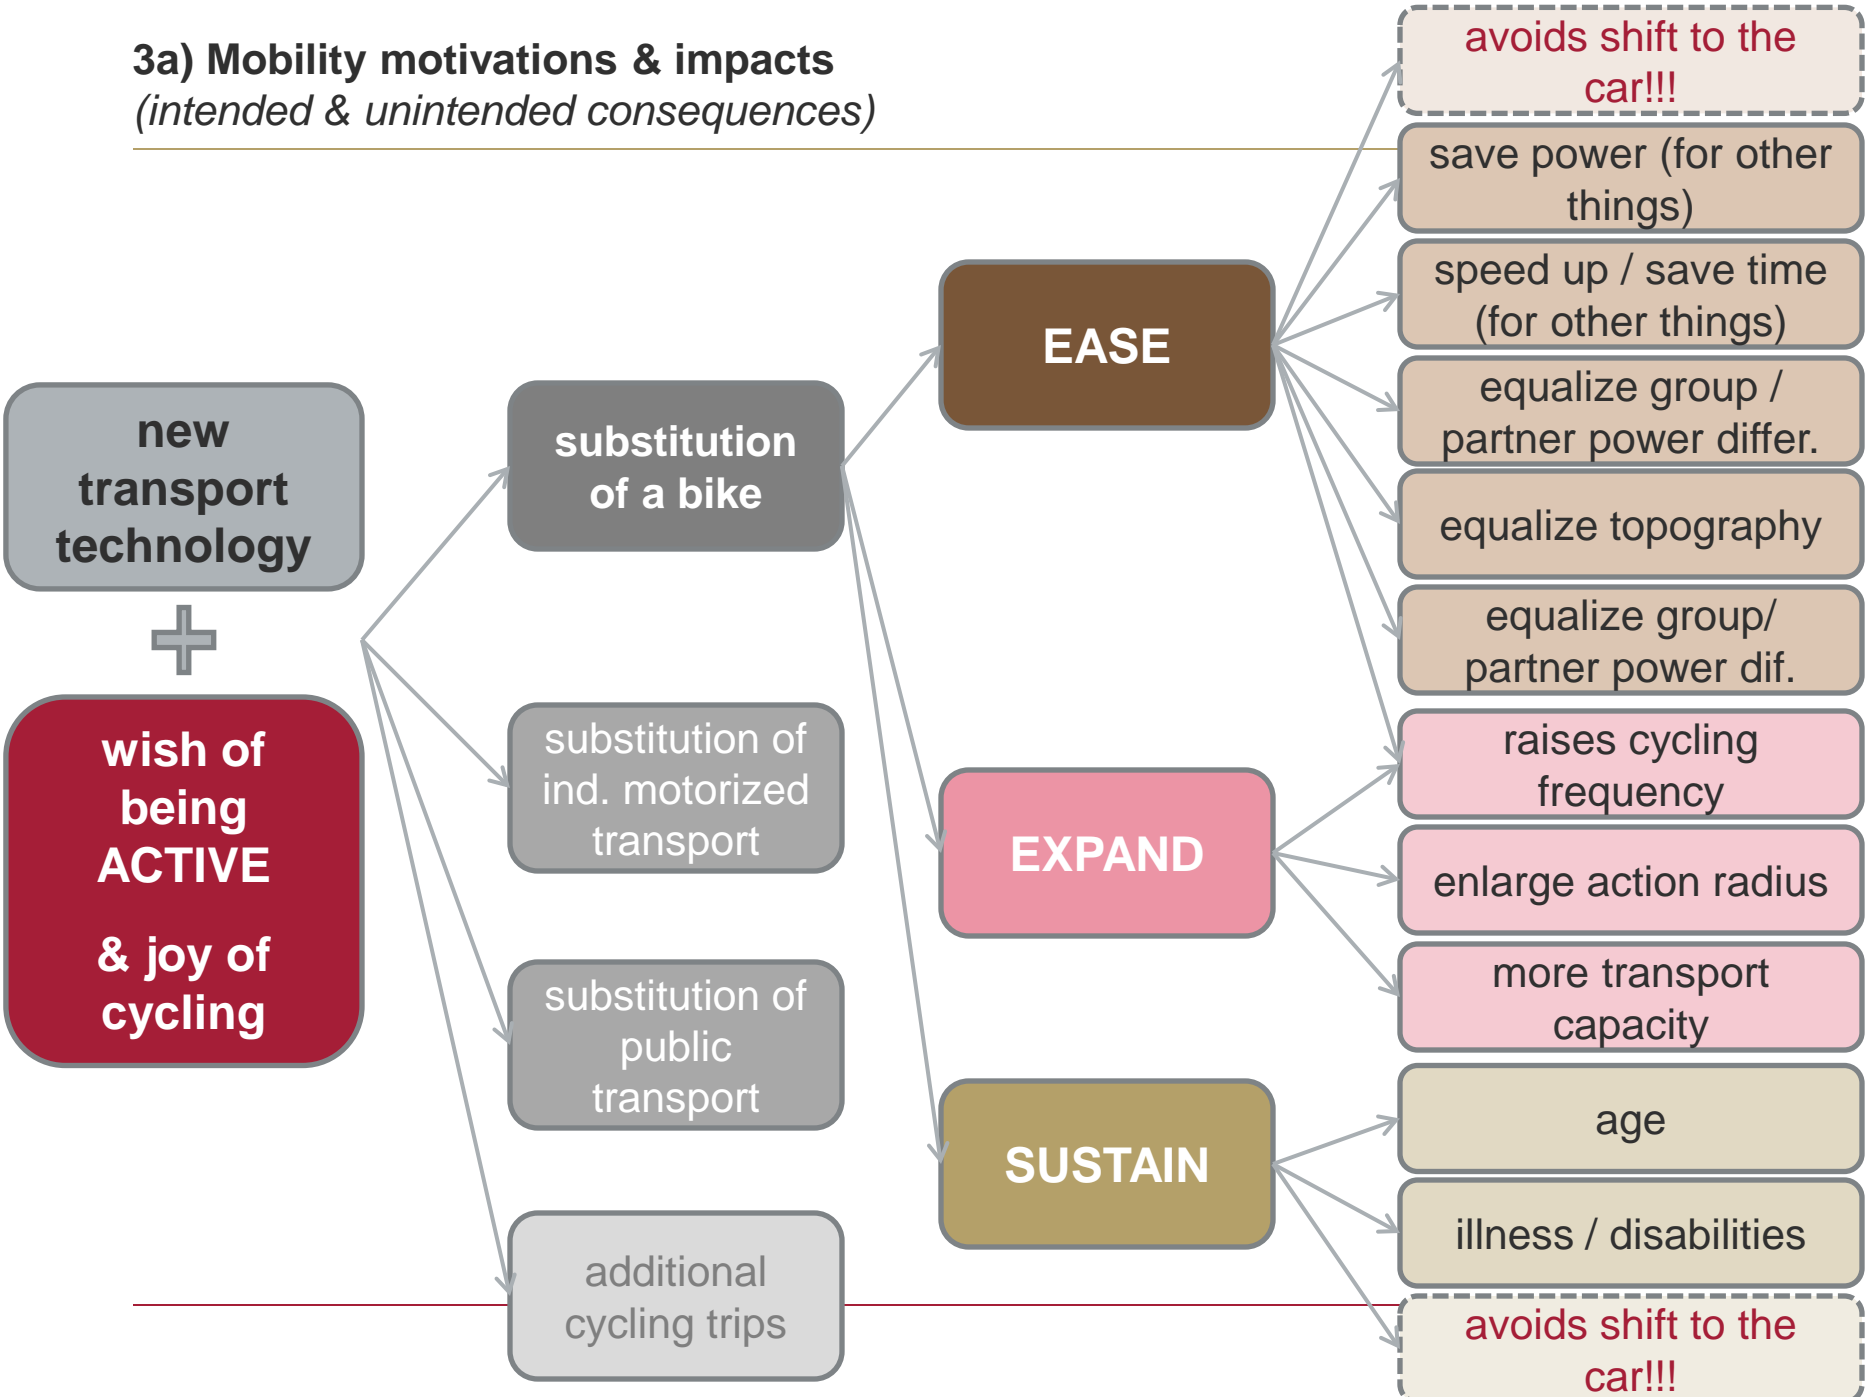 3a) Mobility motivations & impacts
(intended & unintended consequences)
new
transport
technology
wish of
being
ACTIVE
& joy of
cycling
substitution
of a bike
substitution of
ind. motorized
transport
substitution of
public
transport
additional
cycling trips
EASE
EXPAND
SUSTAIN
avoids shift to the
car!!!
save power (for other
things)
speed up / save time
(for other things)
equalize group /
partner power differ.
equalize topography
equalize group/
partner power dif.
raises cycling
frequency
enlarge action radius
more transport
capacity
age
illness / disabilities
avoids shift to the
car!!!